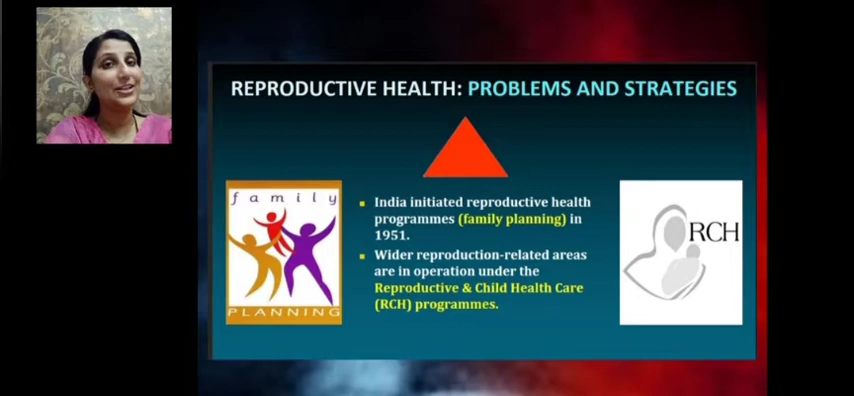 REPRODUCTIVE HEALTH: PROBLEMS AND STRATEGIES
family
PLANNING
▪ India initiated reproductive health
programmes (family planning) in
1951.
▪ Wider reproduction-related areas
are in operation under the
Reproductive & Child Health Care
(RCH) programmes.
RCH